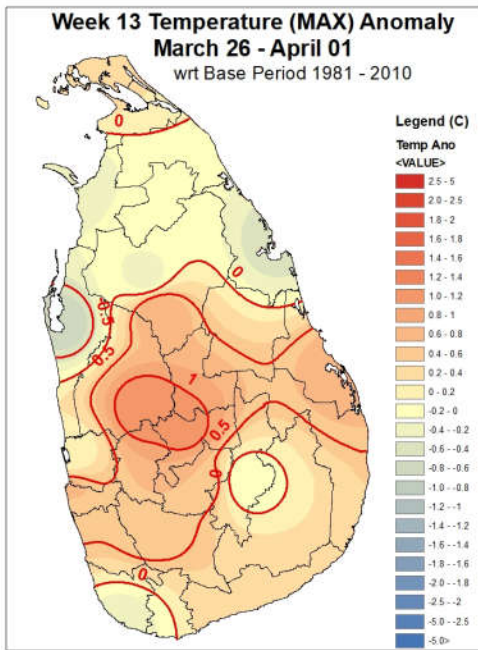 Week 13 Temperature (MAX) Anomaly
March 26 - April 01
wrt Base Period 1981 - 2010
Legend (C)
Temp Ano
<VALUE>
2.5 - 5
2.0 - 2.5
1.8 - 2
1.6 - 1.8
1.4 - 1.6
1.2 - 1.4
1.0 - 1.2
0.8 - 1
0.6 - 0.8
0.4 - 0.6
0.2 - 0.4
0 - 0.2
-0.2 - 0
-0.4 - -0.2
-0.6 - -0.4
-0.8 - -0.6
-1.0 - -0.8
-1.2 - -1
-1.4 - -1.2
-1.6 - -1.4
-1.8 - -1.6
-2.0 - -1.8
-2.5 - -2
-5.0 - -2.5
-5.0>
0
0
-0.5
0.5
1
0.5
0
0